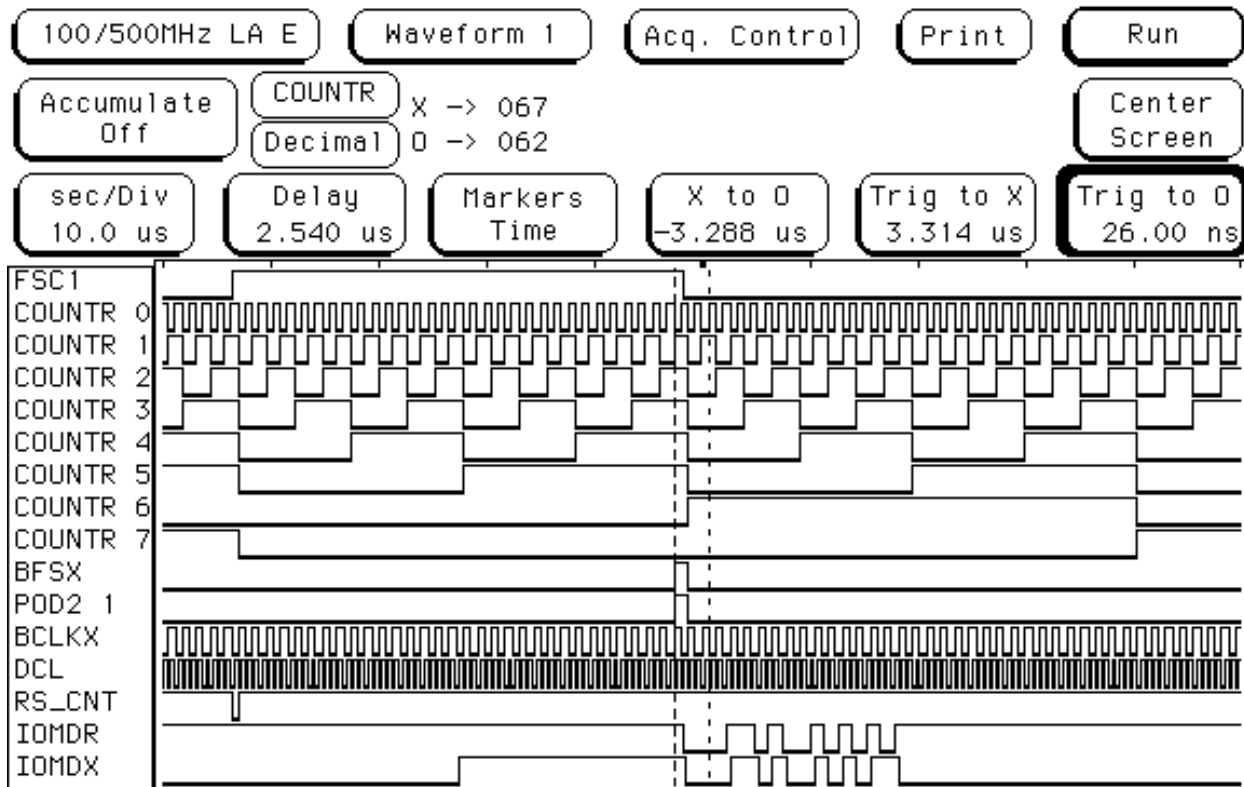 100/500MHz LA E Waveform 1 Acq. Control Print Run
Accumulate Off COUNTR X -> 067 Center Screen
Decimal O -> 062
sec/Div Delay Markers X to O Trig to X Trig to O
10.0 us 2.540 us Time -3.288 us 3.314 us 26.00 ns
FSC1
COUNTR 0
COUNTR 1
COUNTR 2
COUNTR 3
COUNTR 4
COUNTR 5
COUNTR 6
COUNTR 7
BFSX
POD2 1
BCLKX
DCL
RS_CNT
IOMDR
IOMDX